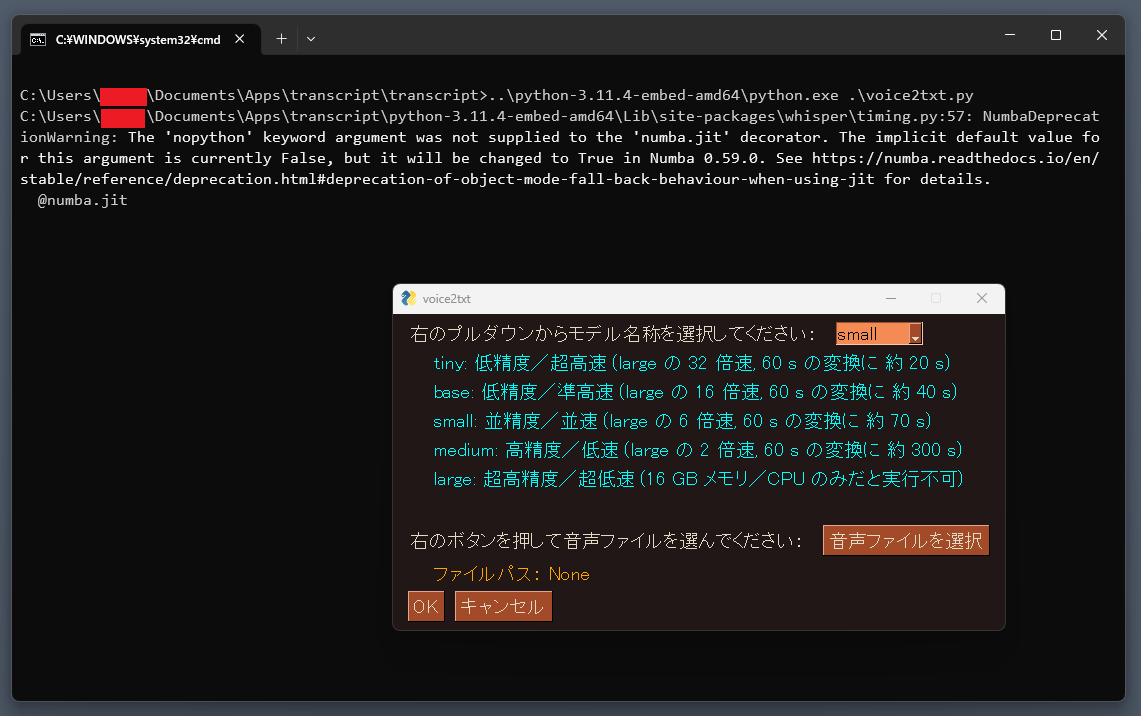 C:¥WINDOWS¥system32¥cmd
C:\Users\ \Documents\Apps\transcript\transcript>..\python-3.11.4-embed-amd64\python.exe .\voice2txt.py
C:\Users\ \Documents\Apps\transcript\python-3.11.4-embed-amd64\Lib\site-packages\whisper\timing.py:57: NumbaDeprecat
ionWarning: The 'nopython' keyword argument was not supplied to the 'numba.jit' decorator. The implicit default value fo
r this argument is currently False, but it will be changed to True in Numba 0.59.0. See https://numba.readthedocs.io/en/
stable/reference/deprecation.html#deprecation-of-object-mode-fall-back-behaviour-when-using-jit for details.
@numba.jit
voice2txt
右のプルダウンからモデル名称を選択してください: small
tiny: 低精度／超高速 (large の 32 倍速, 60 s の変換に 約 20 s)
base: 低精度／準高速 (large の 16 倍速, 60 s の変換に 約 40 s)
small: 並精度／並速 (large の 6 倍速, 60 s の変換に 約 70 s)
medium: 高精度／低速 (large の 2 倍速, 60 s の変換に 約 300 s)
large: 超高精度／超低速 (16 GB メモリ／CPU のみだと実行不可)
右のボタンを押して音声ファイルを選んでください: 音声ファイルを選択
ファイルパス: None
OK キャンセル